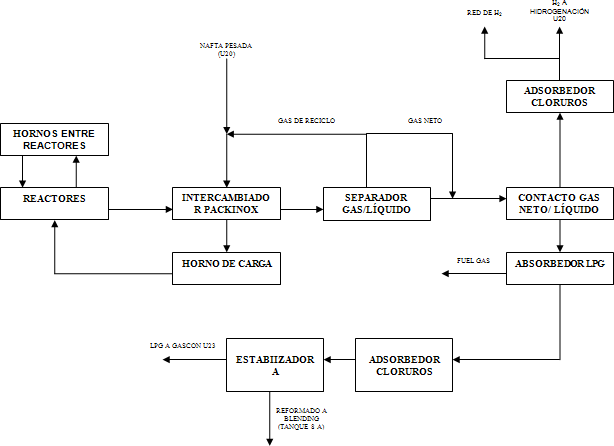 RED DE H2
H2 A
HIDROGENACIÓN
U20
NAFTA PESADA
(U20)
ADSORBEDOR
CLORUROS
GAS DE RECICLO
GAS NETO
HORNOS ENTRE
REACTORES
REACTORES
INTERCAMBIADO
R PACKINOX
SEPARADOR
GAS/LÍQUIDO
CONTACTO GAS
NETO/ LÍQUIDO
HORNO DE CARGA
FUEL GAS
ABSORBEDOR LPG
LPG A GASCON U23
ESTABIIZADOR
A
ADSORBEDOR
CLORUROS
REFORMADO A
BLENDING
(TANQUE 8 A)